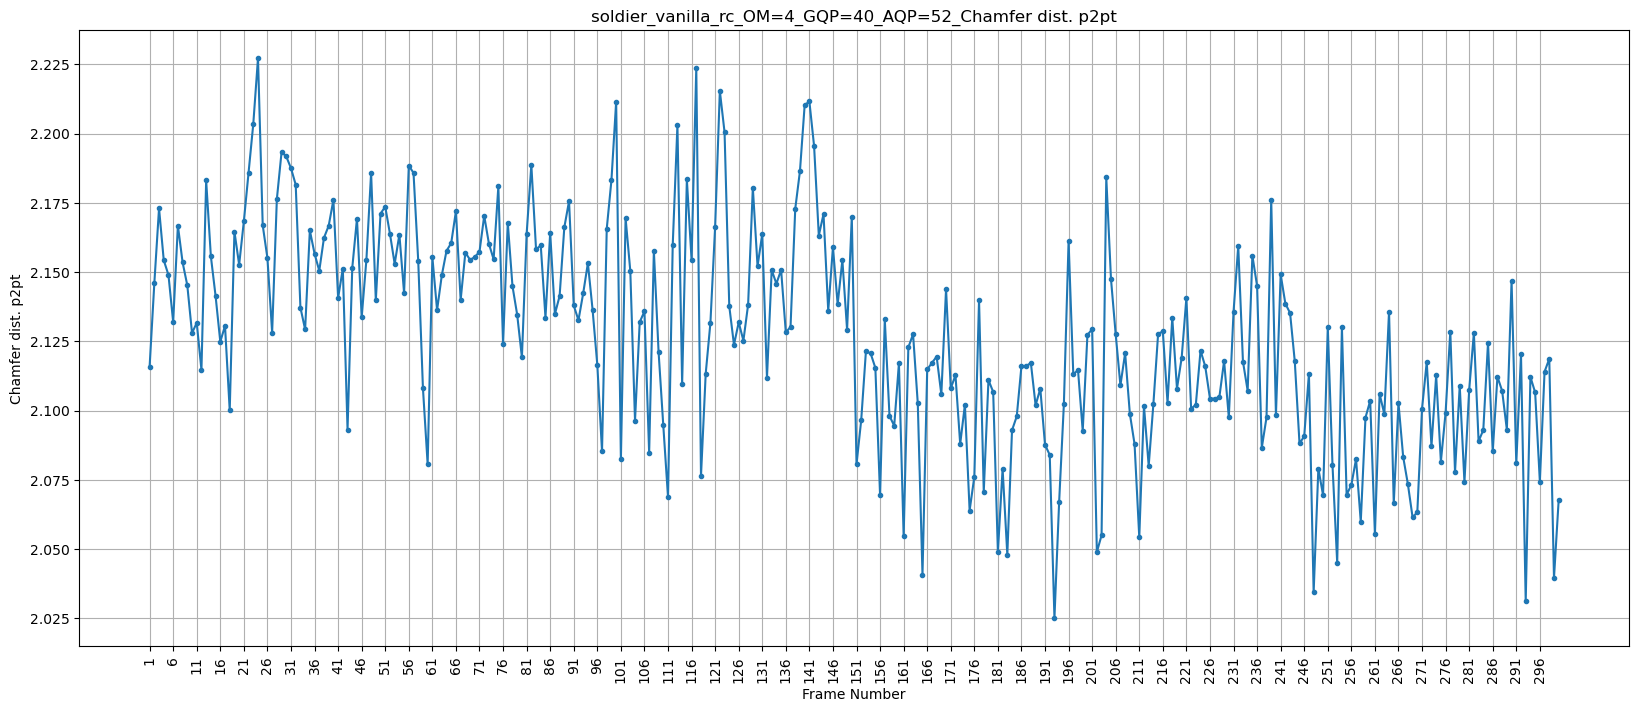 soldier_vanilla_rc_OM=4_GQP=40_AQP=52_Chamfer dist. p2pt
Chamfer dist. p2pt
2.225
2.200
2.175
2.150
2.125
2.100
2.075
2.050
2.025
1 6 11 16 21 26 31 36 41 46 51 56 61 66 71 76 81 86 91 96 101 106 111 116 121 126 131 136 141 146 151 156 161 166 171 176 181 186 191 196 201 206 211 216 221 226 231 236 241 246 251 256 261 266 271 276 281 286 291 296
Frame Number